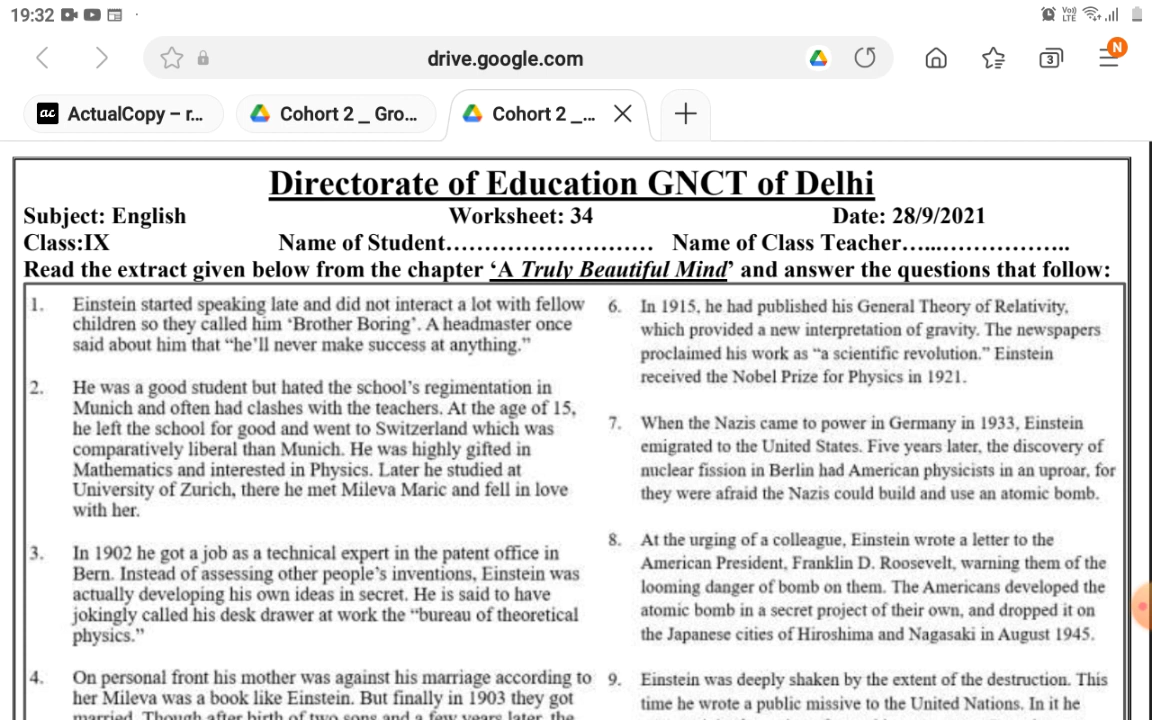 19:32
Vo) LTE
drive.google.com
3
N
ac ActualCopy – r...
Cohort 2 _ Gro...
Cohort 2 _...
Directorate of Education GNCT of Delhi
Subject: English Worksheet: 34 Date: 28/9/2021
Class:IX Name of Student……………………… Name of Class Teacher…...……………..
Read the extract given below from the chapter ‘A Truly Beautiful Mind’ and answer the questions that follow:
1. Einstein started speaking late and did not interact a lot with fellow
children so they called him ‘Brother Boring’. A headmaster once
said about him that “he’ll never make success at anything.”
2. He was a good student but hated the school’s regimentation in
Munich and often had clashes with the teachers. At the age of 15,
he left the school for good and went to Switzerland which was
comparatively liberal than Munich. He was highly gifted in
Mathematics and interested in Physics. Later he studied at
University of Zurich, there he met Mileva Maric and fell in love
with her.
3. In 1902 he got a job as a technical expert in the patent office in
Bern. Instead of assessing other people’s inventions, Einstein was
actually developing his own ideas in secret. He is said to have
jokingly called his desk drawer at work the “bureau of theoretical
physics.”
4. On personal front his mother was against his marriage according to
her Mileva was a book like Einstein. But finally in 1903 they got
married. Though after birth of two sons and a few years later, the
6. In 1915, he had published his General Theory of Relativity,
which provided a new interpretation of gravity. The newspapers
proclaimed his work as “a scientific revolution.” Einstein
received the Nobel Prize for Physics in 1921.
7. When the Nazis came to power in Germany in 1933, Einstein
emigrated to the United States. Five years later, the discovery of
nuclear fission in Berlin had American physicists in an uproar, for
they were afraid the Nazis could build and use an atomic bomb.
8. At the urging of a colleague, Einstein wrote a letter to the
American President, Franklin D. Roosevelt, warning them of the
looming danger of bomb on them. The Americans developed the
atomic bomb in a secret project of their own, and dropped it on
the Japanese cities of Hiroshima and Nagasaki in August 1945.
9. Einstein was deeply shaken by the extent of the destruction. This
time he wrote a public missive to the United Nations. In it he